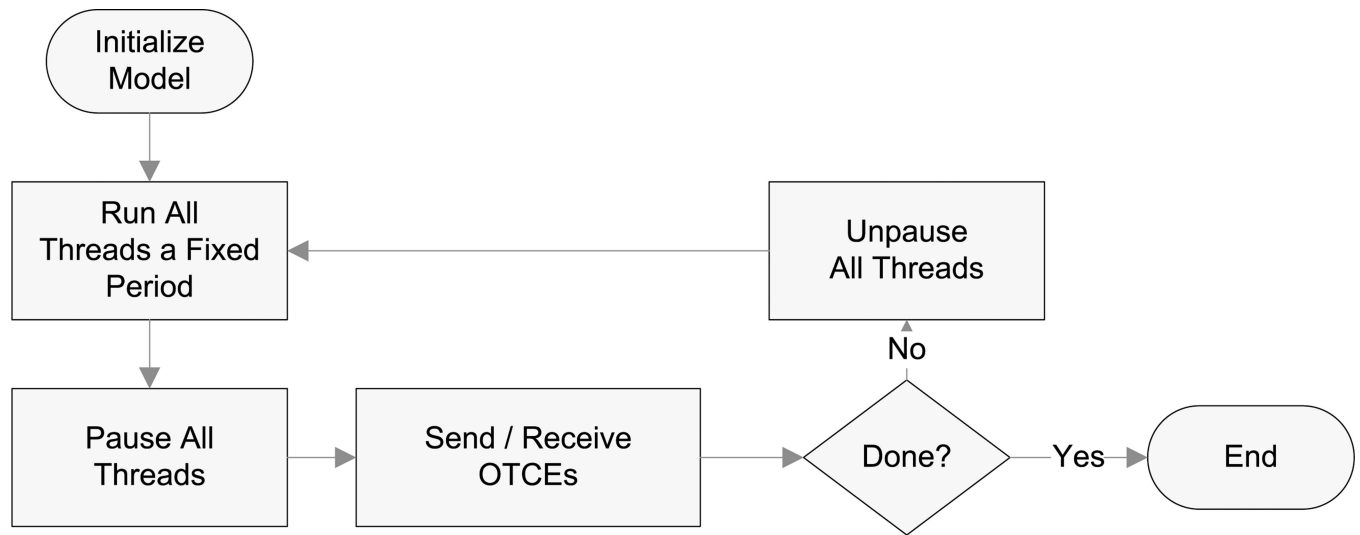 Initialize
Model
Run All
Threads a Fixed
Period
Unpause
All Threads
No
Pause All
Threads
Send / Receive
OTCEs
Done?
Yes
End